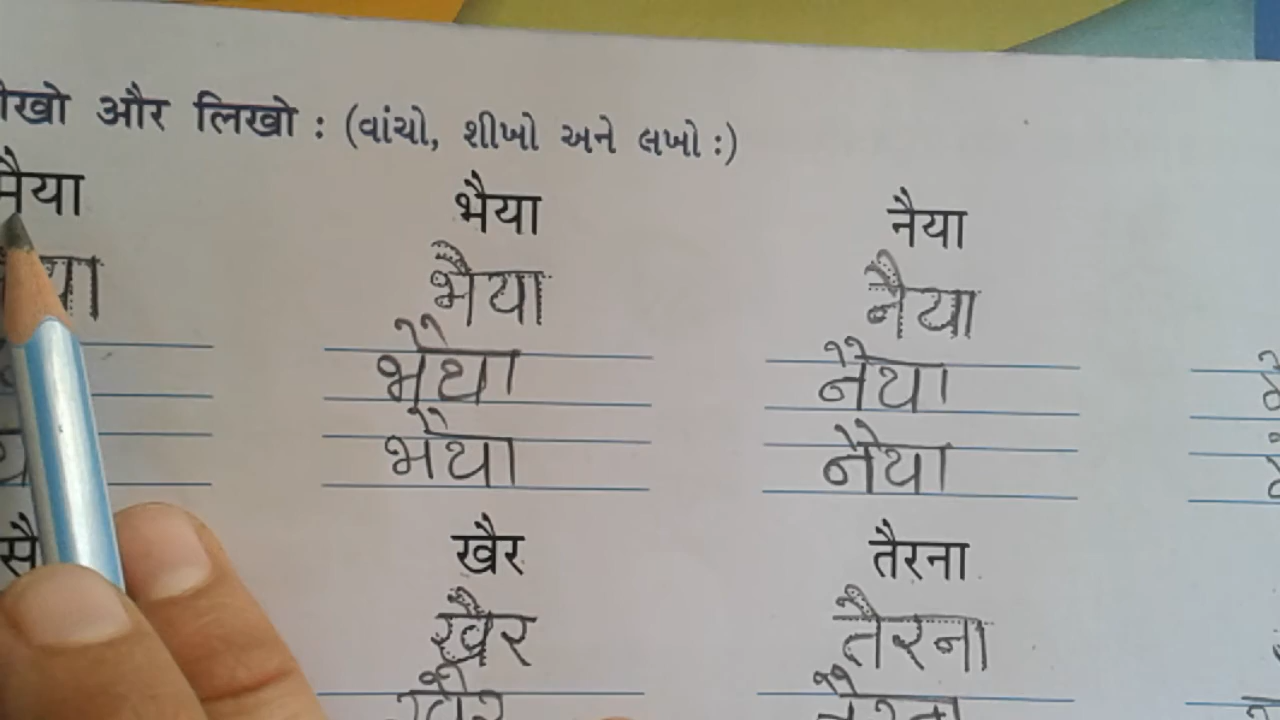 और लिखो : (વાંચો, શીખો અને લખો :)
मैया भैया नैया
भैया नैया
भैया नैया
भैया नैया
खैर तैरना
खैर तैरना